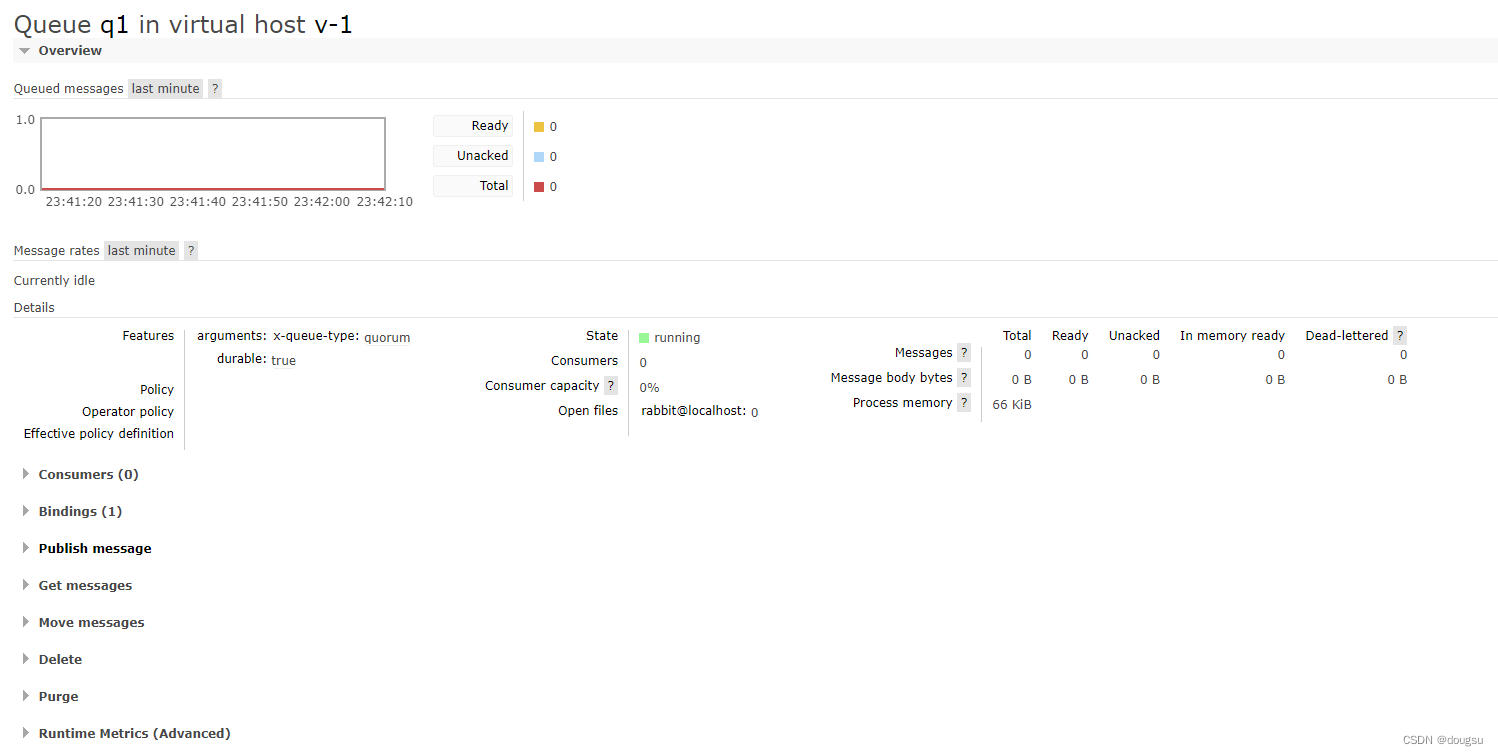 Queue q1 in virtual host v-1
Overview
Queued messages last minute ?
1.0
0.0
23:41:20 23:41:30 23:41:40 23:41:50 23:42:00 23:42:10
Ready 0
Unacked 0
Total 0
Message rates last minute ?
Currently idle
Details
Features arguments: x-queue-type: quorum
durable: true
Policy
Operator policy
Effective policy definition
State running
Consumers 0
Consumer capacity ? 0%
Open files rabbit@localhost: 0
Total Ready Unacked In memory ready Dead-lettered ?
Messages ? 0 0 0 0 0
Message body bytes ? 0 B 0 B 0 B 0 B 0 B
Process memory ? 66 KiB
Consumers (0)
Bindings (1)
Publish message
Get messages
Move messages
Delete
Purge
Runtime Metrics (Advanced)
CSDN @dougsu